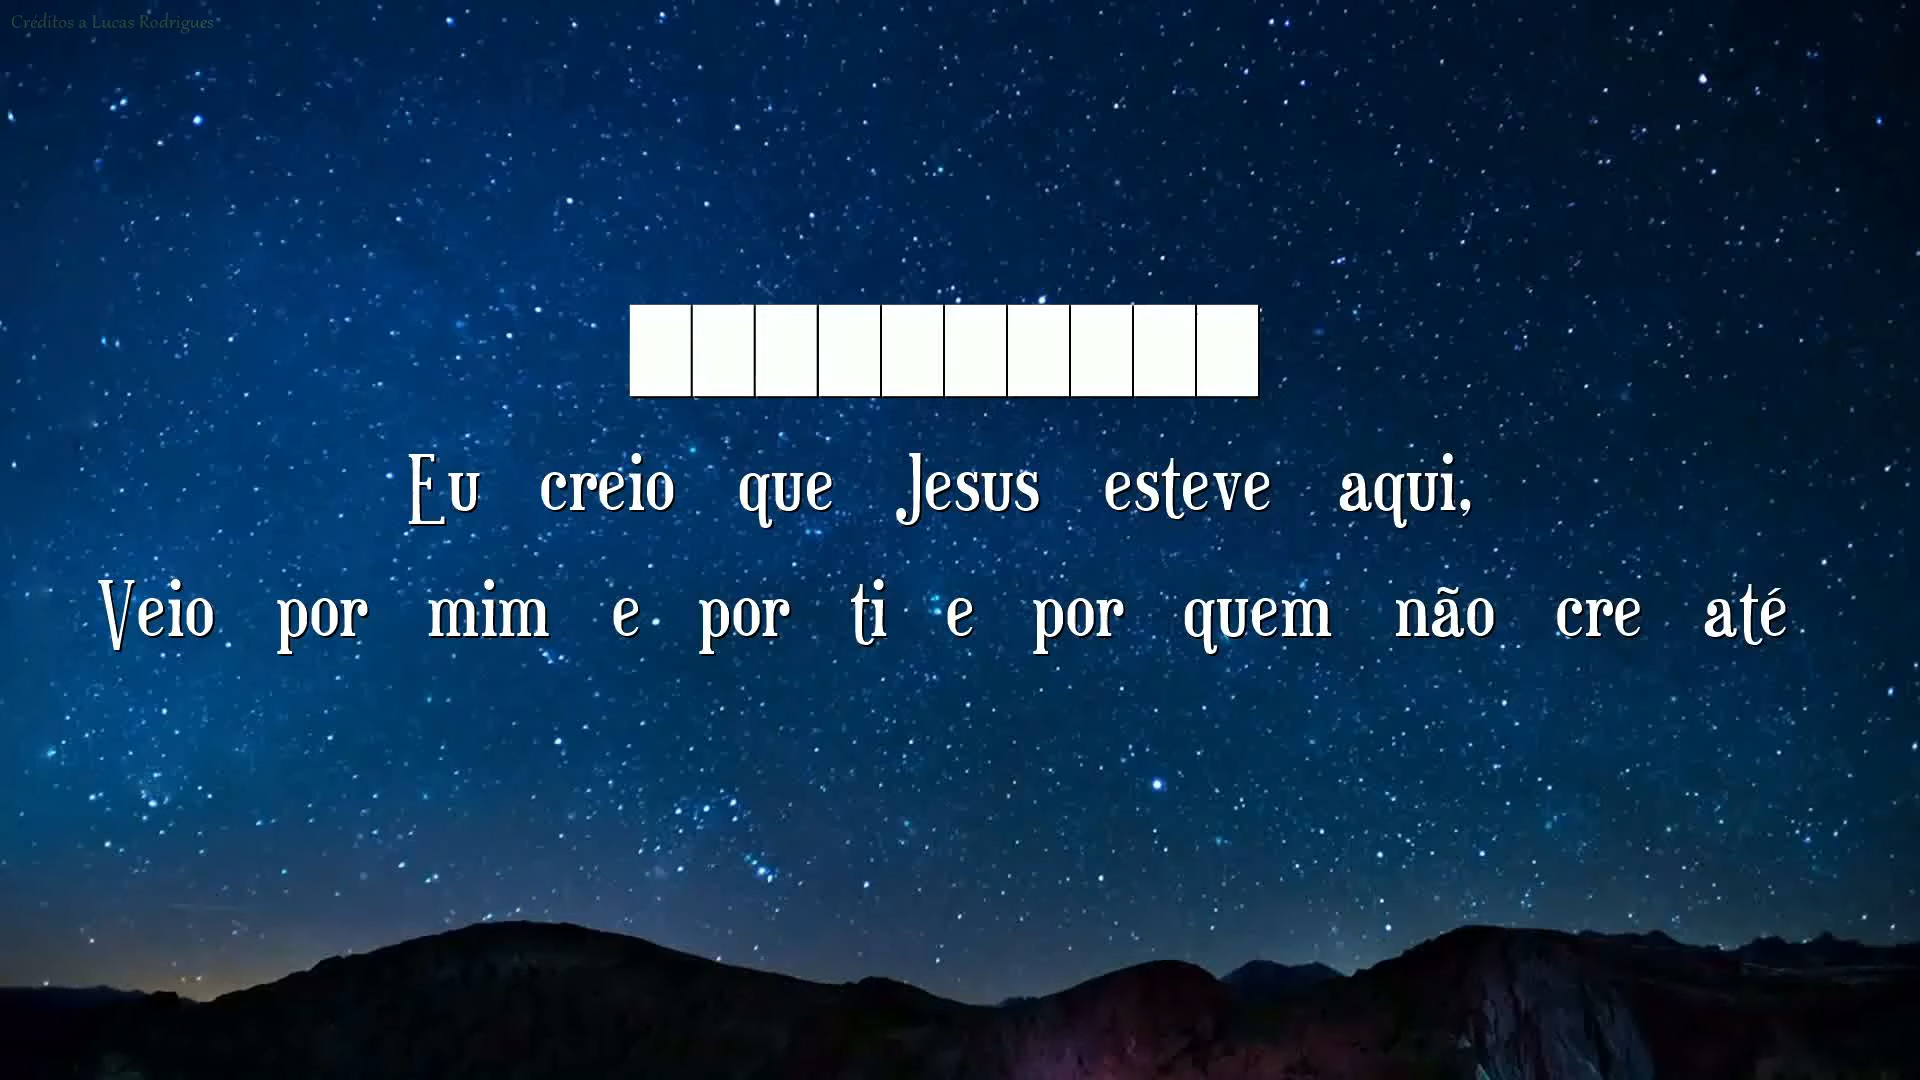 Créditos a Lucas Rodrigues
██████████
Eu creio que Jesus esteve aqui,
Veio por mim e por ti e por quem não cre até